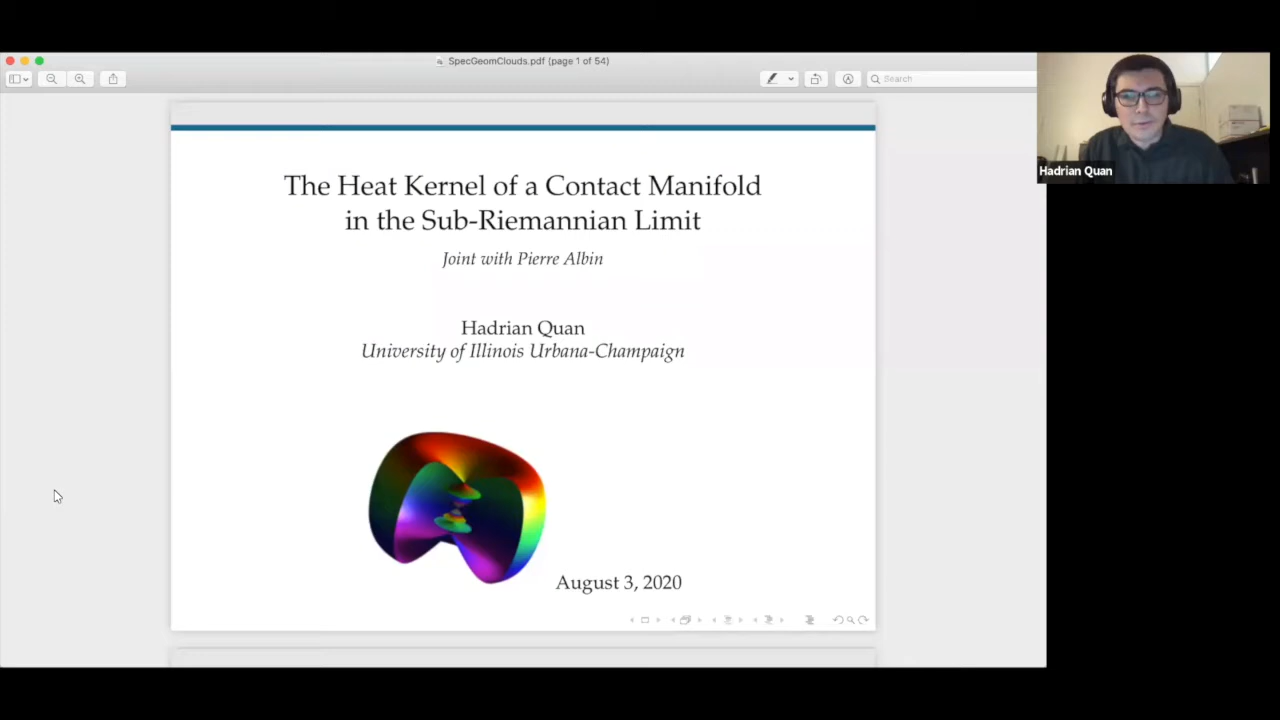 SpecGeomClouds.pdf (page 1 of 54)
Search
The Heat Kernel of a Contact Manifold
in the Sub-Riemannian Limit
Joint with Pierre Albin
Hadrian Quan
University of Illinois Urbana-Champaign
August 3, 2020
Hadrian Quan